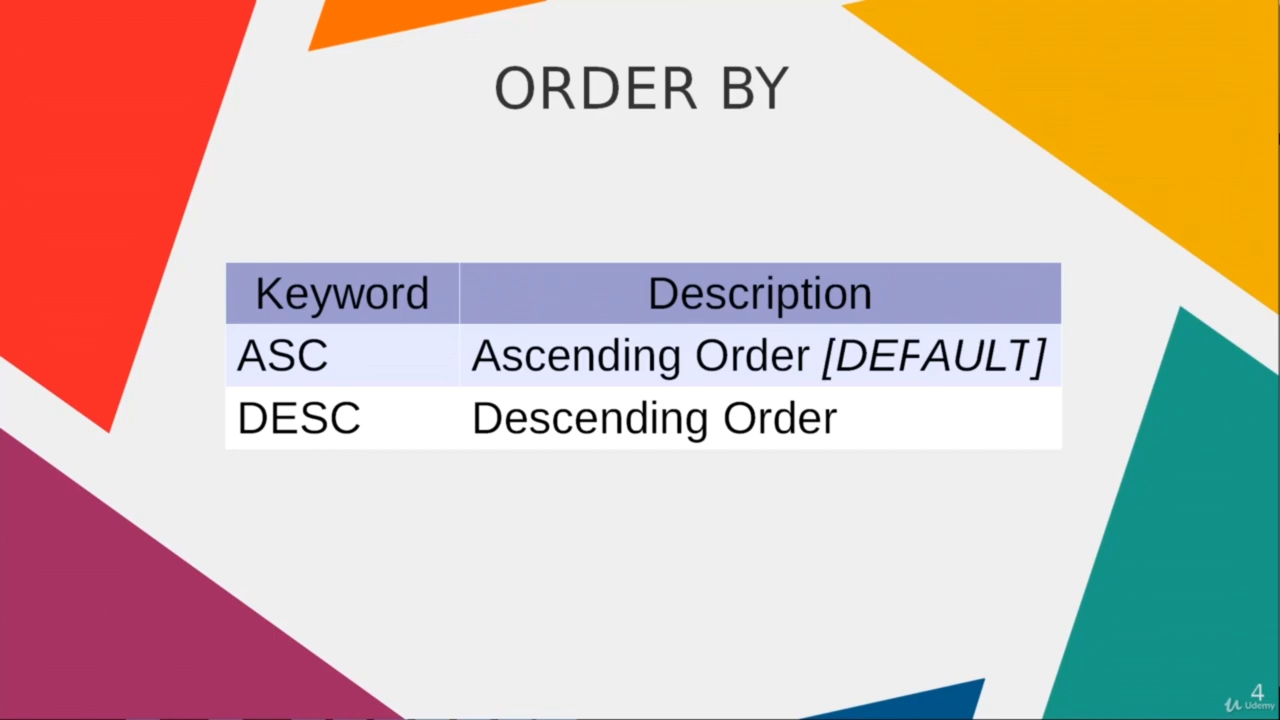 ORDER BY
Keyword Description
ASC Ascending Order [DEFAULT]
DESC Descending Order
4
Udemy